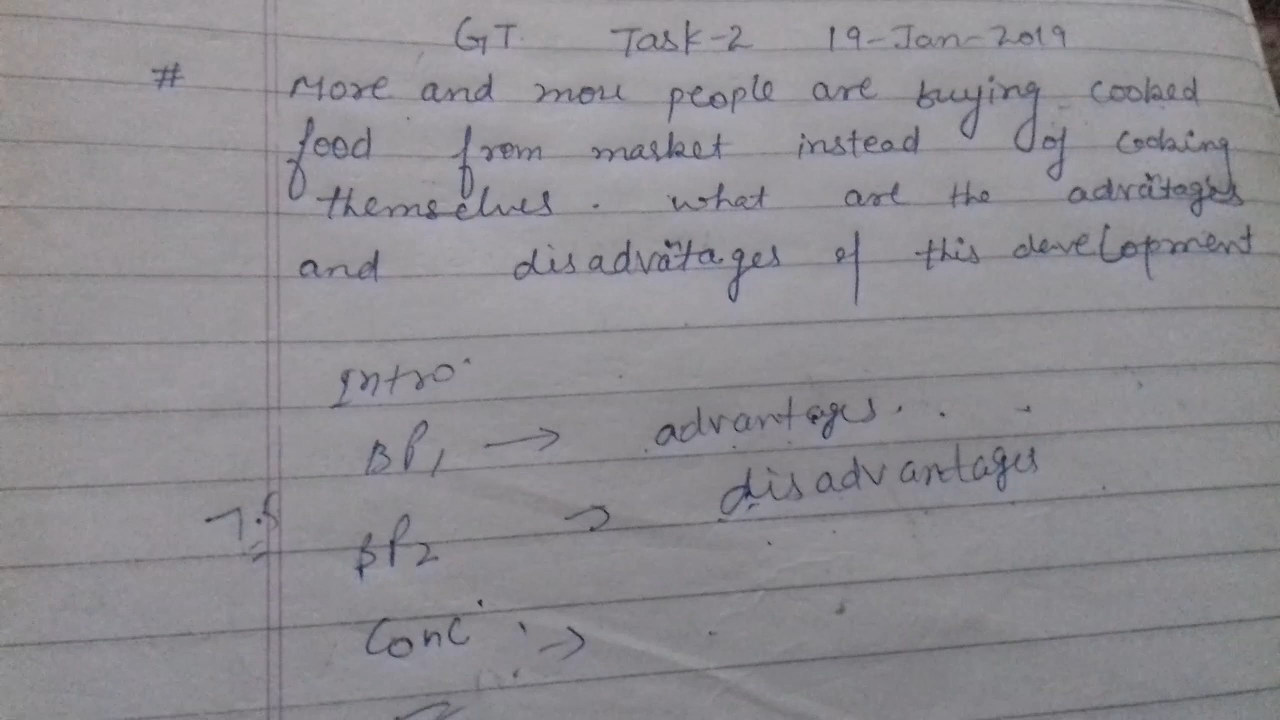 GT. Task-2 19-Jan-2019
# More and more people are buying cooked
food from market instead of cooking
themselves. what are the advātages
and disadvātages of this development
Intro.
BP1 → advantages..
7.5
BP2 → disadvantages
Conc. →